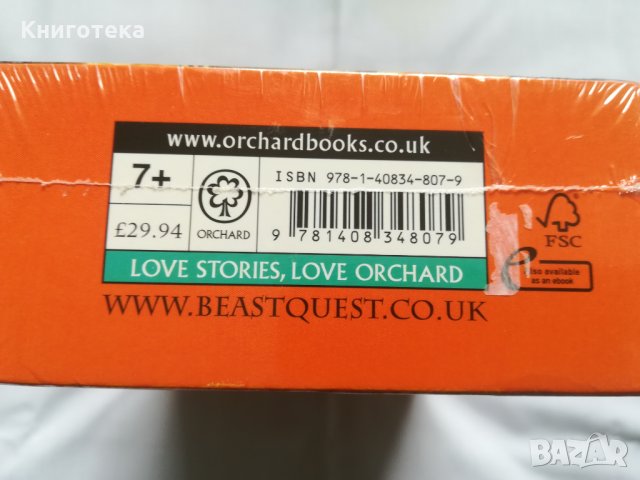 Книготека
www.orchardbooks.co.uk
7+
£29.94
ORCHARD
ISBN 978-1-40834-807-9
9 781408 348079
LOVE STORIES, LOVE ORCHARD
WWW.BEASTQUEST.CO.UK
FSC
Also available
as an ebook
BAZAR